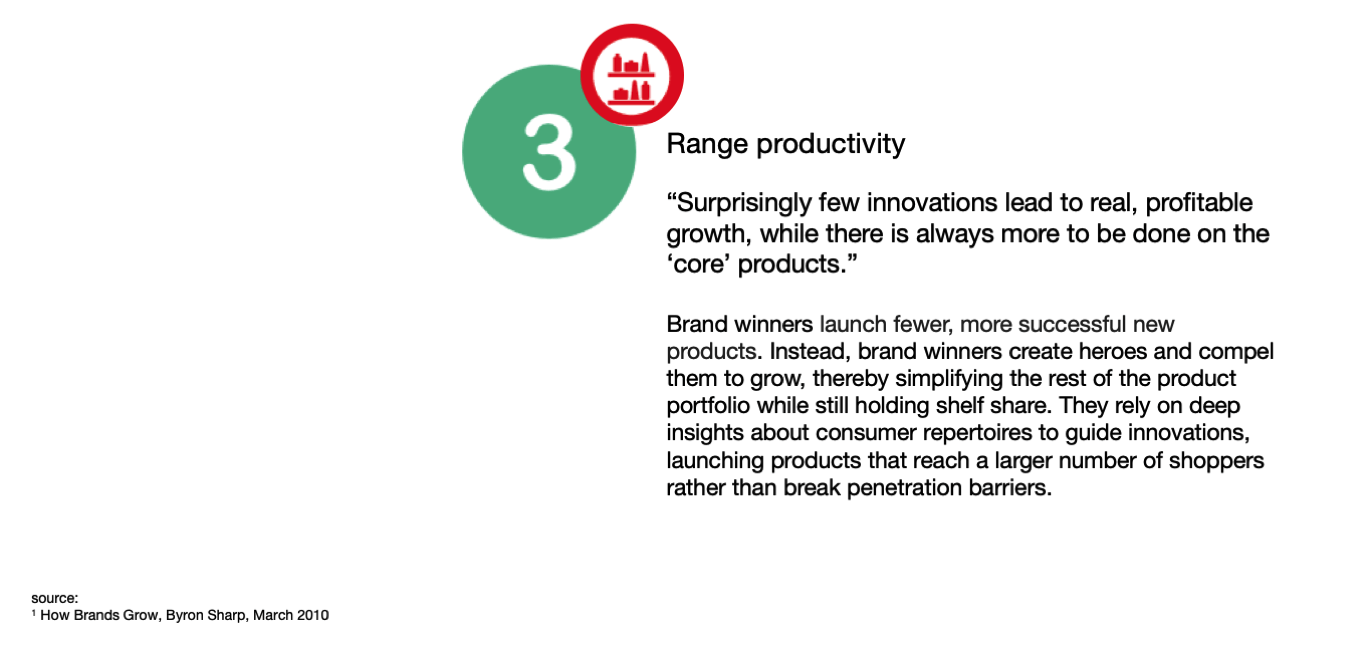 3
Range productivity
“Surprisingly few innovations lead to real, profitable
growth, while there is always more to be done on the
‘core’ products.”
Brand winners launch fewer, more successful new
products. Instead, brand winners create heroes and compel
them to grow, thereby simplifying the rest of the product
portfolio while still holding shelf share. They rely on deep
insights about consumer repertoires to guide innovations,
launching products that reach a larger number of shoppers
rather than break penetration barriers.
source:
¹ How Brands Grow, Byron Sharp, March 2010